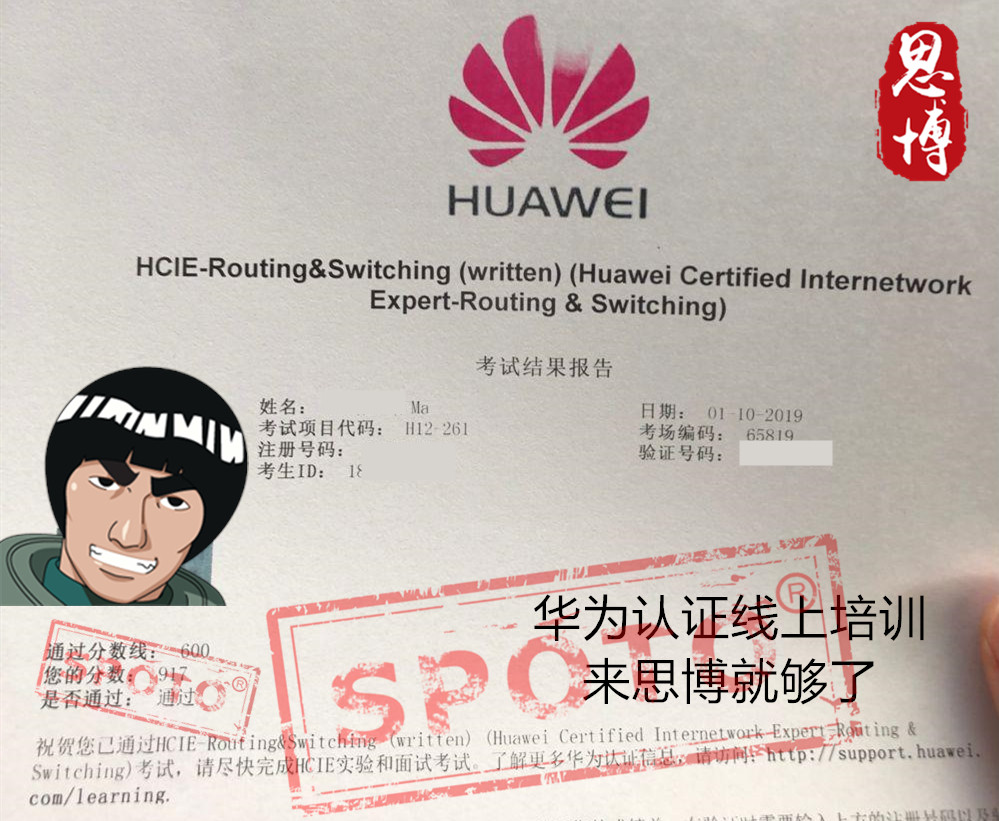 思
博
HUAWEI
HCIE-Routing&Switching (written) (Huawei Certified Internetwork
Expert-Routing & Switching)
考试结果报告
姓名: Ma
考试项目代码: H12-261
注册号码:
考生ID: 18
日期: 01-10-2019
考场编码: 65819
验证号码:
SPOTO®
华为认证线上培训
来思博就够了
通过分数线: 600
您的分数: 917
是否通过: 通过
SPOTO®
祝贺您已通过HCIE-Routing&Switching (written) (Huawei Certified Internetwork Expert-Routing &
Switching)考试，请尽快完成HCIE实验和面试考试。了解更多华为认证信息，请访问: http://support.huawei.
com/learning.